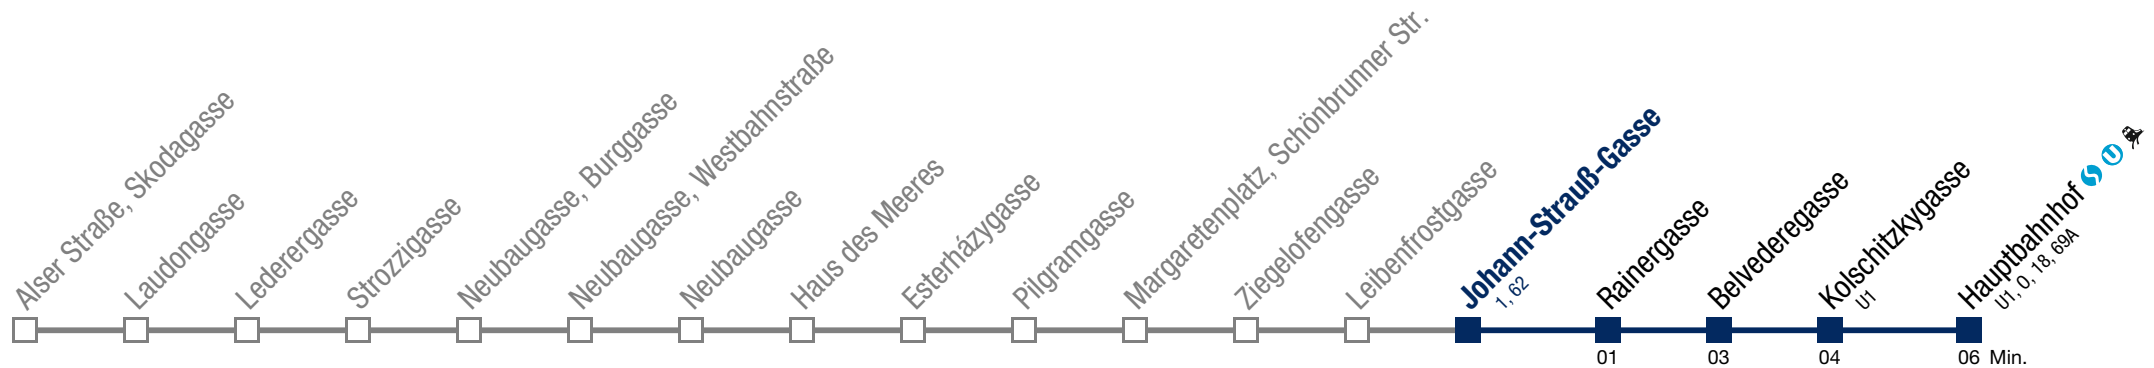 Alser Straße, Skodagasse
Laudongasse
Lederergasse
Strozzigasse
Neubaugasse, Burggasse
Neubaugasse, Westbahnstraße
Neubaugasse
Haus des Meeres
Esterházygasse
Pilgramgasse
Margaretenplatz, Schönbrunner Str.
Ziegelofengasse
Leibenfrostgasse
Johann-Strauß-Gasse
1, 62
Rainergasse
Belvederegasse
Kolschitzkygasse
U1
Hauptbahnhof S U
U1, O, 18, 69A
01
03
04
06 Min.